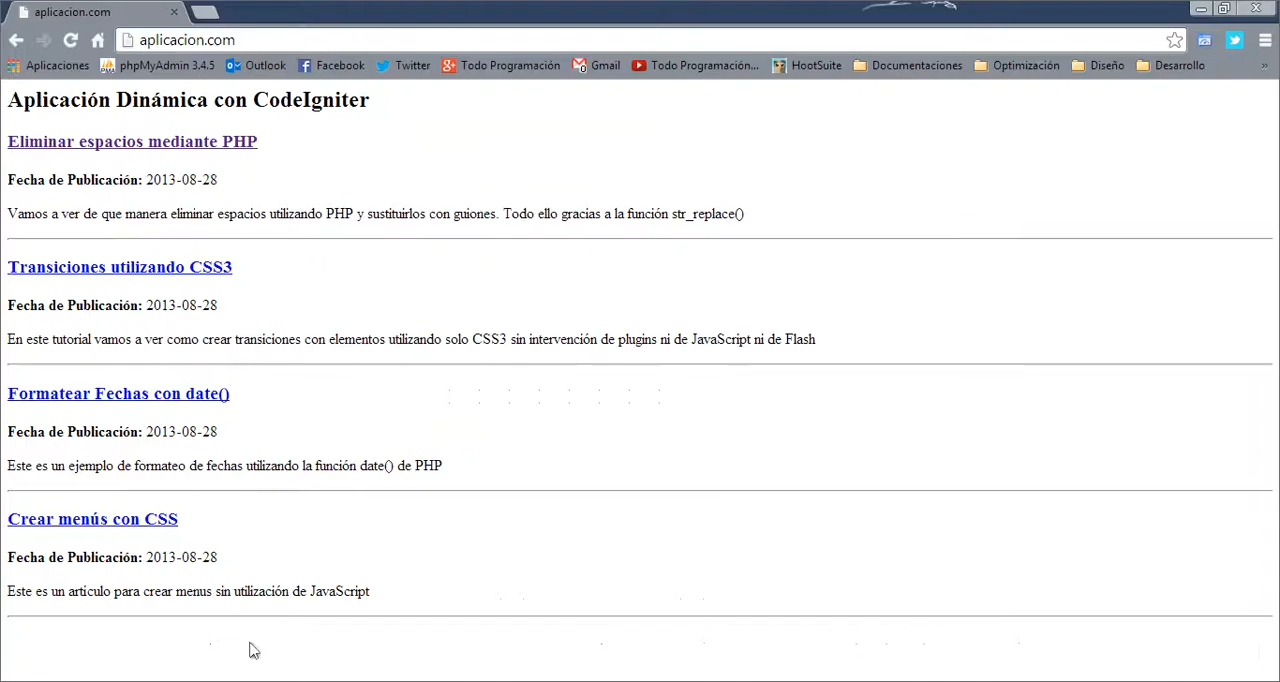 aplicacion.com
aplicacion.com
Aplicaciones phpMyAdmin 3.4.5 Outlook Facebook Twitter Todo Programación Gmail Todo Programación... HootSuite Documentaciones Optimización Diseño Desarrollo »
Aplicación Dinámica con CodeIgniter
Eliminar espacios mediante PHP
Fecha de Publicación: 2013-08-28
Vamos a ver de que manera eliminar espacios utilizando PHP y sustituirlos con guiones. Todo ello gracias a la función str_replace()
Transiciones utilizando CSS3
Fecha de Publicación: 2013-08-28
En este tutorial vamos a ver como crear transiciones con elementos utilizando solo CSS3 sin intervención de plugins ni de JavaScript ni de Flash
Formatear Fechas con date()
Fecha de Publicación: 2013-08-28
Este es un ejemplo de formateo de fechas utilizando la función date() de PHP
Crear menús con CSS
Fecha de Publicación: 2013-08-28
Este es un artículo para crear menus sin utilización de JavaScript